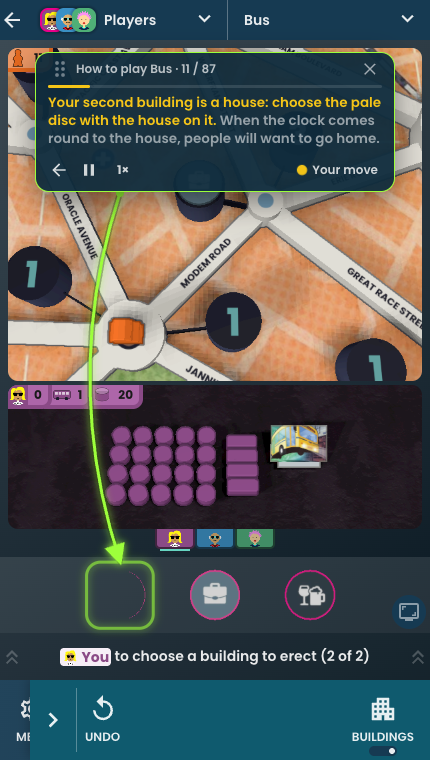 Players
Bus
How to play Bus · 11 / 87
Your second building is a house: choose the pale
disc with the house on it. When the clock comes
round to the house, people will want to go home.
1×
Your move
ORACLE AVENUE
MODEM ROAD
GREAT RACE STREE
1
1
1
JANN
0
1
20
You to choose a building to erect (2 of 2)
ME
UNDO
BUILDINGS